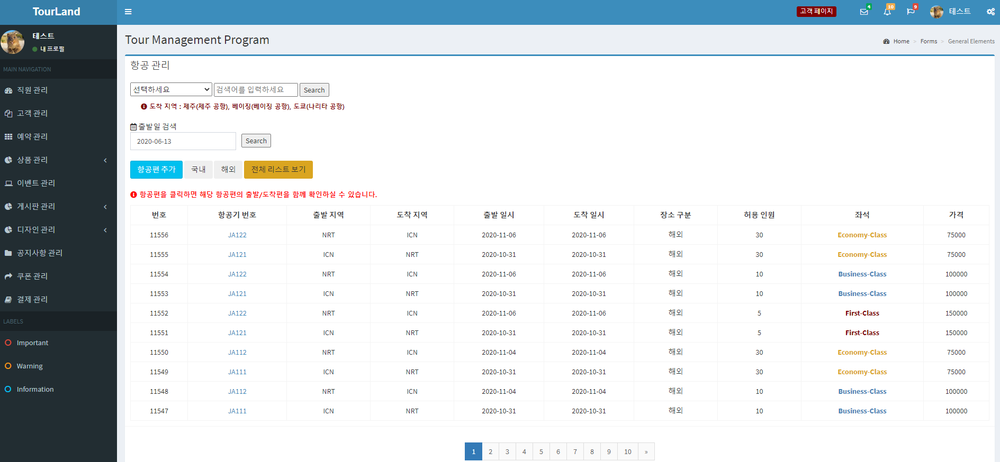 TourLand
고객 페이지
4
10
9
테스트
테스트
내 프로필
MAIN NAVIGATION
직원 관리
고객 관리
예약 관리
상품 관리
이벤트 관리
게시판 관리
디자인 관리
공지사항 관리
쿠폰 관리
결제 관리
LABELS
Important
Warning
Information
Tour Management Program
Home > Forms > General Elements
항공 관리
선택하세요 검색어를 입력하세요 Search
도착 지역 : 제주(제주 공항), 베이징(베이징 공항), 도쿄(나리타 공항)
출발일 검색
2020-06-13 Search
항공편 추가 국내 해외 전체 리스트 보기
항공편을 클릭하면 해당 항공편의 출발/도착편을 함께 확인하실 수 있습니다.
번호 항공기 번호 출발 지역 도착 지역 출발 일시 도착 일시 장소 구분 허용 인원 좌석 가격
11556 JA122 NRT ICN 2020-11-06 2020-11-06 해외 30 Economy-Class 75000
11555 JA121 ICN NRT 2020-10-31 2020-10-31 해외 30 Economy-Class 75000
11554 JA122 NRT ICN 2020-11-06 2020-11-06 해외 10 Business-Class 100000
11553 JA121 ICN NRT 2020-10-31 2020-10-31 해외 10 Business-Class 100000
11552 JA122 NRT ICN 2020-11-06 2020-11-06 해외 5 First-Class 150000
11551 JA121 ICN NRT 2020-10-31 2020-10-31 해외 5 First-Class 150000
11550 JA112 NRT ICN 2020-11-04 2020-11-04 해외 30 Economy-Class 75000
11549 JA111 ICN NRT 2020-10-31 2020-10-31 해외 30 Economy-Class 75000
11548 JA112 NRT ICN 2020-11-04 2020-11-04 해외 10 Business-Class 100000
11547 JA111 ICN NRT 2020-10-31 2020-10-31 해외 10 Business-Class 100000
1 2 3 4 5 6 7 8 9 10 »